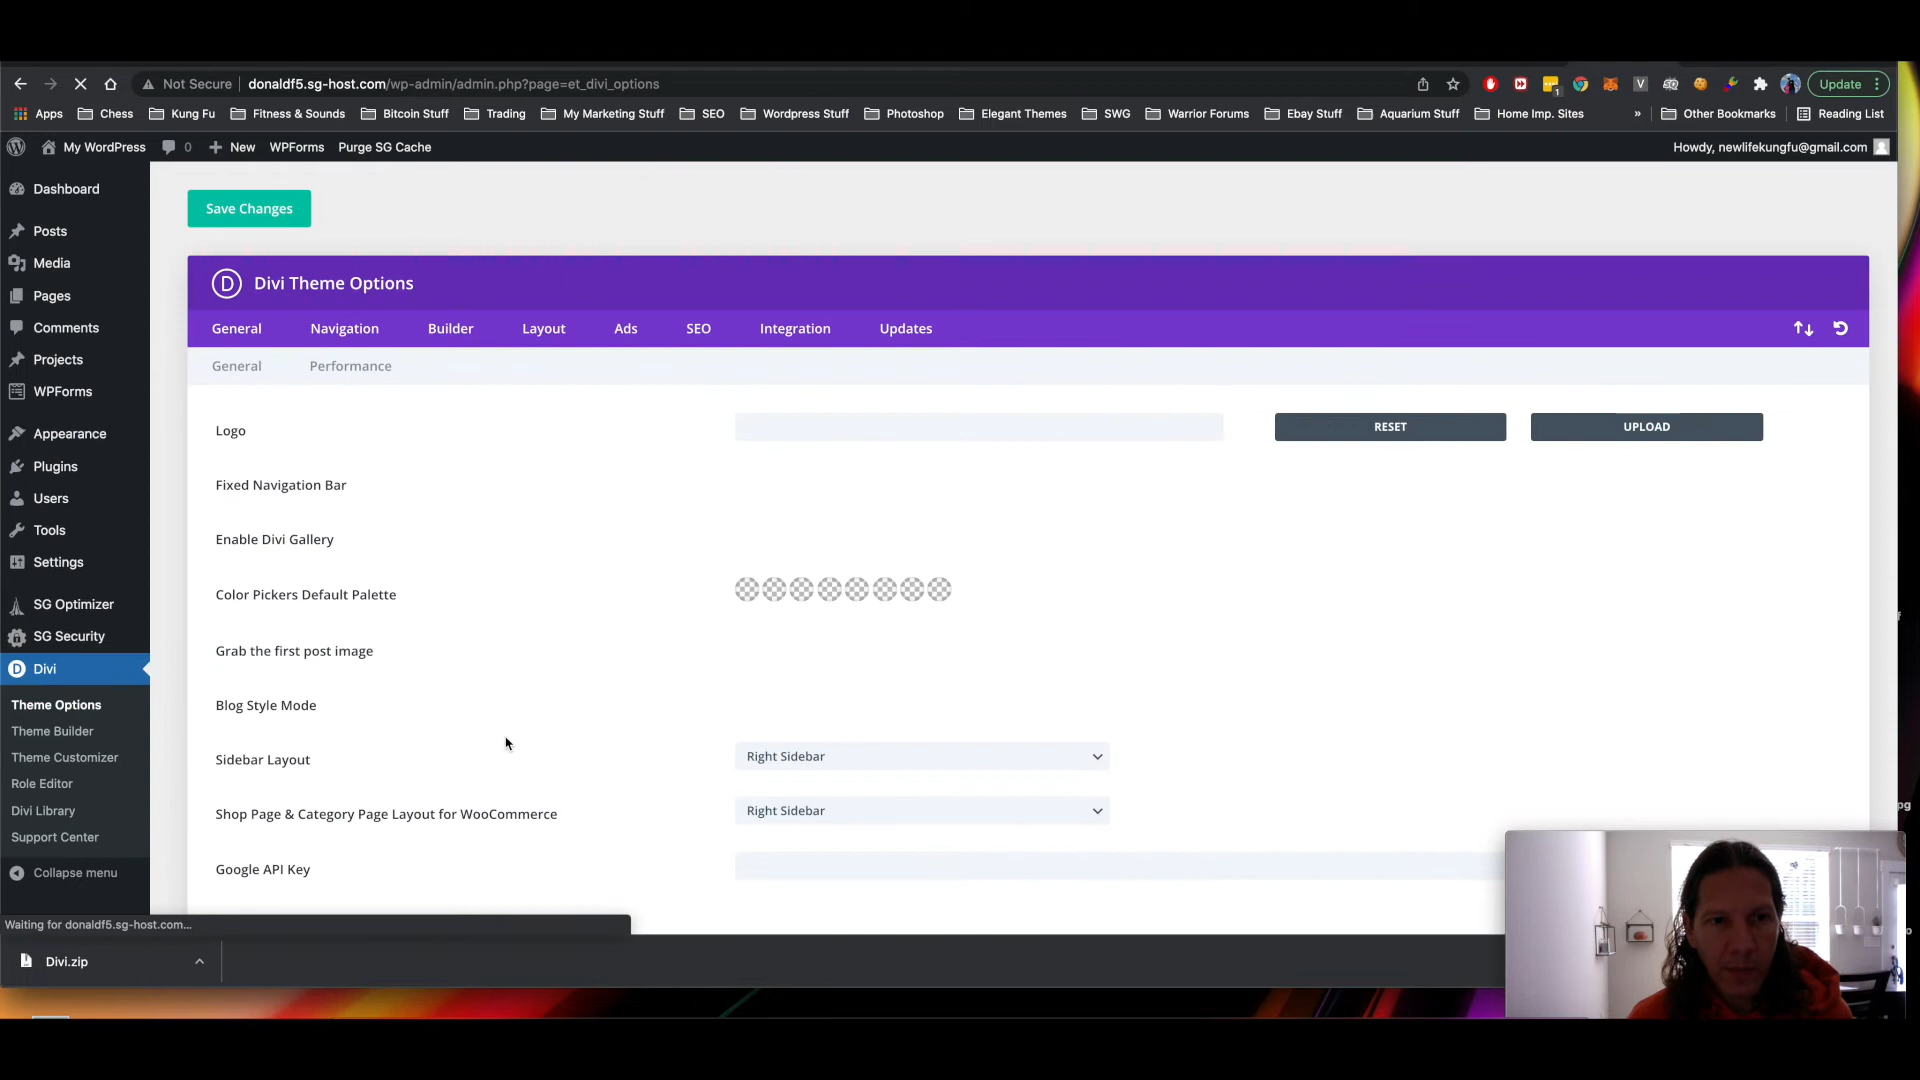 Not Secure donaldf5.sg-host.com/wp-admin/admin.php?page=et_divi_options Update
Apps Chess Kung Fu Fitness & Sounds Bitcoin Stuff Trading My Marketing Stuff SEO Wordpress Stuff Photoshop Elegant Themes SWG Warrior Forums Ebay Stuff Aquarium Stuff Home Imp. Sites » Other Bookmarks Reading List
My WordPress 0 New WPForms Purge SG Cache Howdy, newlifekungfu@gmail.com
Dashboard
Posts
Media
Pages
Comments
Projects
WPForms
Appearance
Plugins
Users
Tools
Settings
SG Optimizer
SG Security
Divi
Theme Options
Theme Builder
Theme Customizer
Role Editor
Divi Library
Support Center
Collapse menu
Save Changes
D Divi Theme Options
General Navigation Builder Layout Ads SEO Integration Updates
General Performance
Logo RESET UPLOAD
Fixed Navigation Bar
Enable Divi Gallery
Color Pickers Default Palette
Grab the first post image
Blog Style Mode
Sidebar Layout Right Sidebar
Shop Page & Category Page Layout for WooCommerce Right Sidebar
Google API Key
Waiting for donaldf5.sg-host.com...
Divi.zip